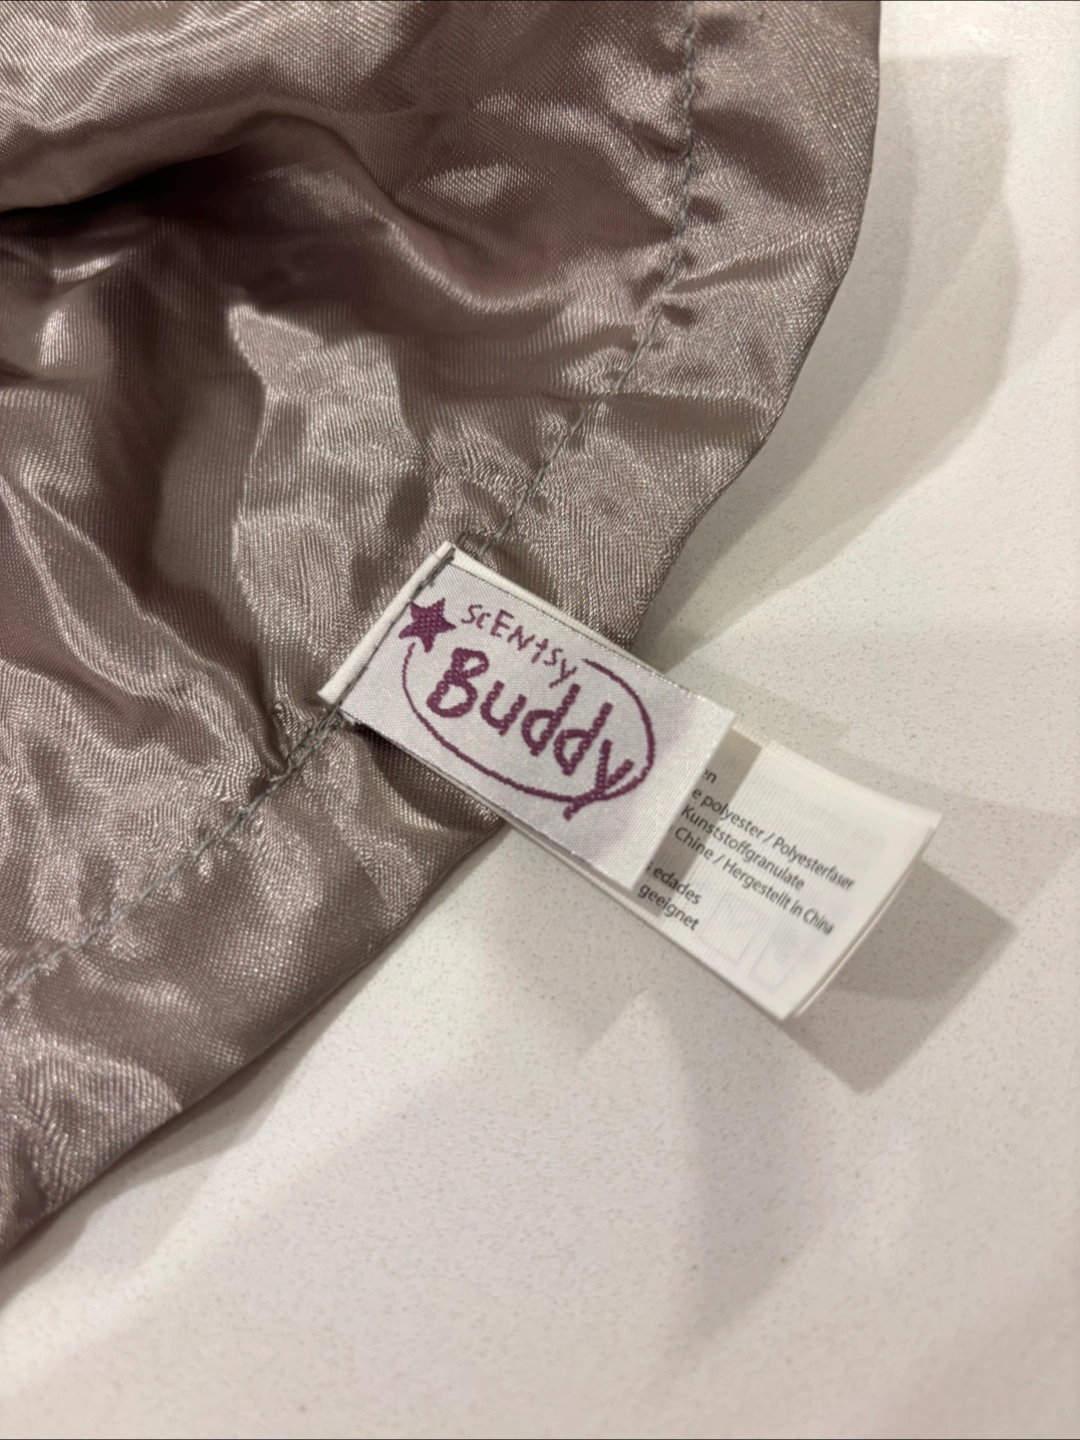 scENtsy
Buddy
en
e polyester / Polyesterfaser
Kunststoffgranulate
Chine / Hergestellt in China
edades
geeignet